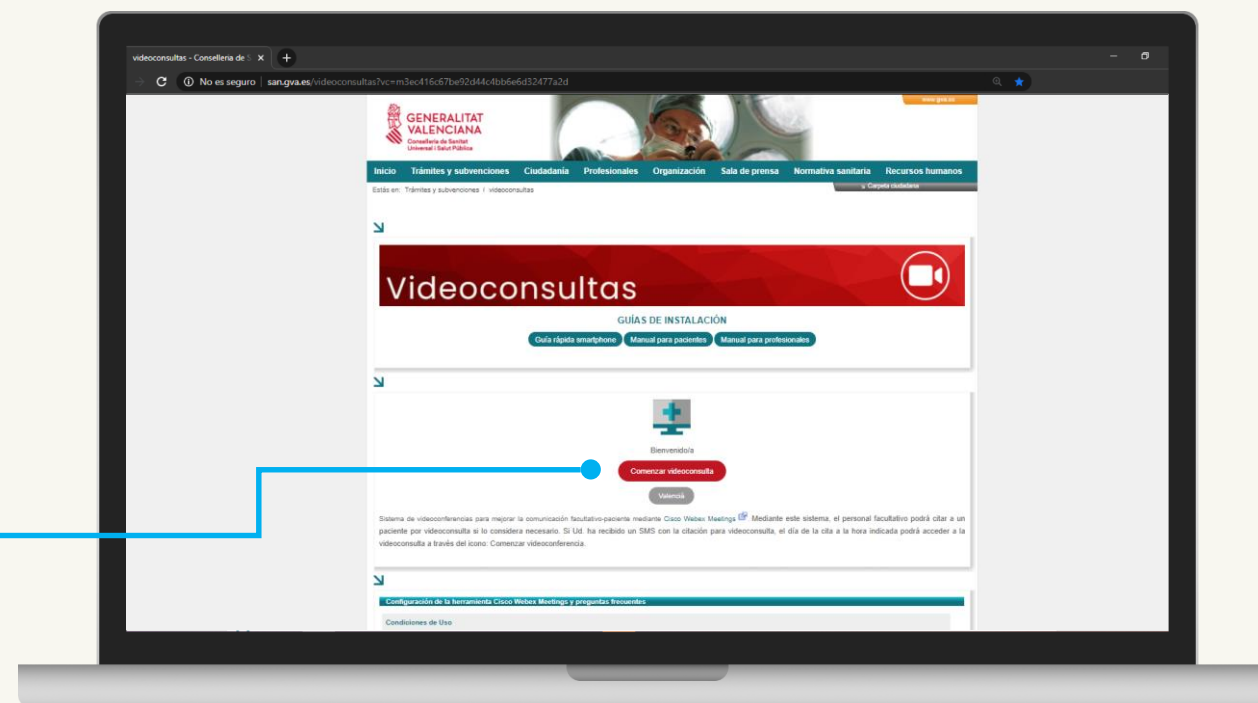 videoconsultas - Conselleria de S
No es seguro | san.gva.es/videoconsultas?vc=m3ec416c67be92d44c4bb6e6d32477a2d
www.gva.es
GENERALITAT
VALENCIANA
Conselleria de Sanitat
Universal i Salut Pública
Inicio Trámites y subvenciones Ciudadanía Profesionales Organización Sala de prensa Normativa sanitaria Recursos humanos
Estás en: Trámites y subvenciones / videoconsultas
Carpeta ciudadana
Videoconsultas
GUÍAS DE INSTALACIÓN
Guía rápida smartphone Manual para pacientes Manual para profesionales
Bienvenido/a
Comenzar videoconsulta
Valencià
Sistema de videoconferencias para mejorar la comunicación facultativo-paciente mediante Cisco Webex Meetings Mediante este sistema, el personal facultativo podrá citar a un
paciente por videoconsulta si lo considera necesario. Si Ud. ha recibido un SMS con la citación para videoconsulta, el día de la cita a la hora indicada podrá acceder a la
videoconsulta a través del icono: Comenzar videoconferencia.
Configuración de la herramienta Cisco Webex Meetings y preguntas frecuentes
Condiciones de Uso